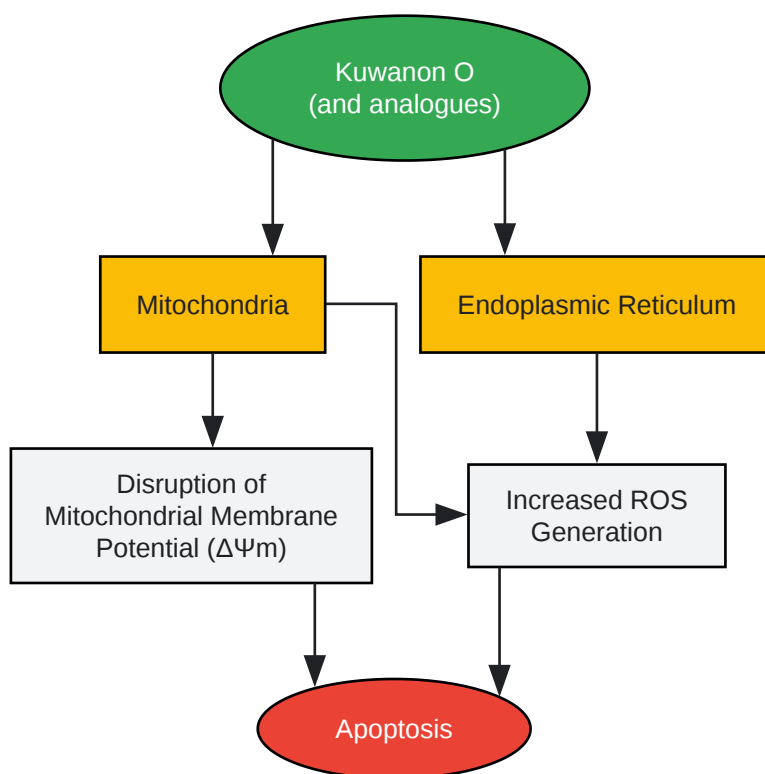 Kuwanon O
(and analogues)
Mitochondria
Endoplasmic Reticulum
Disruption of
Mitochondrial Membrane
Potential (ΔΨm)
Increased ROS
Generation
Apoptosis